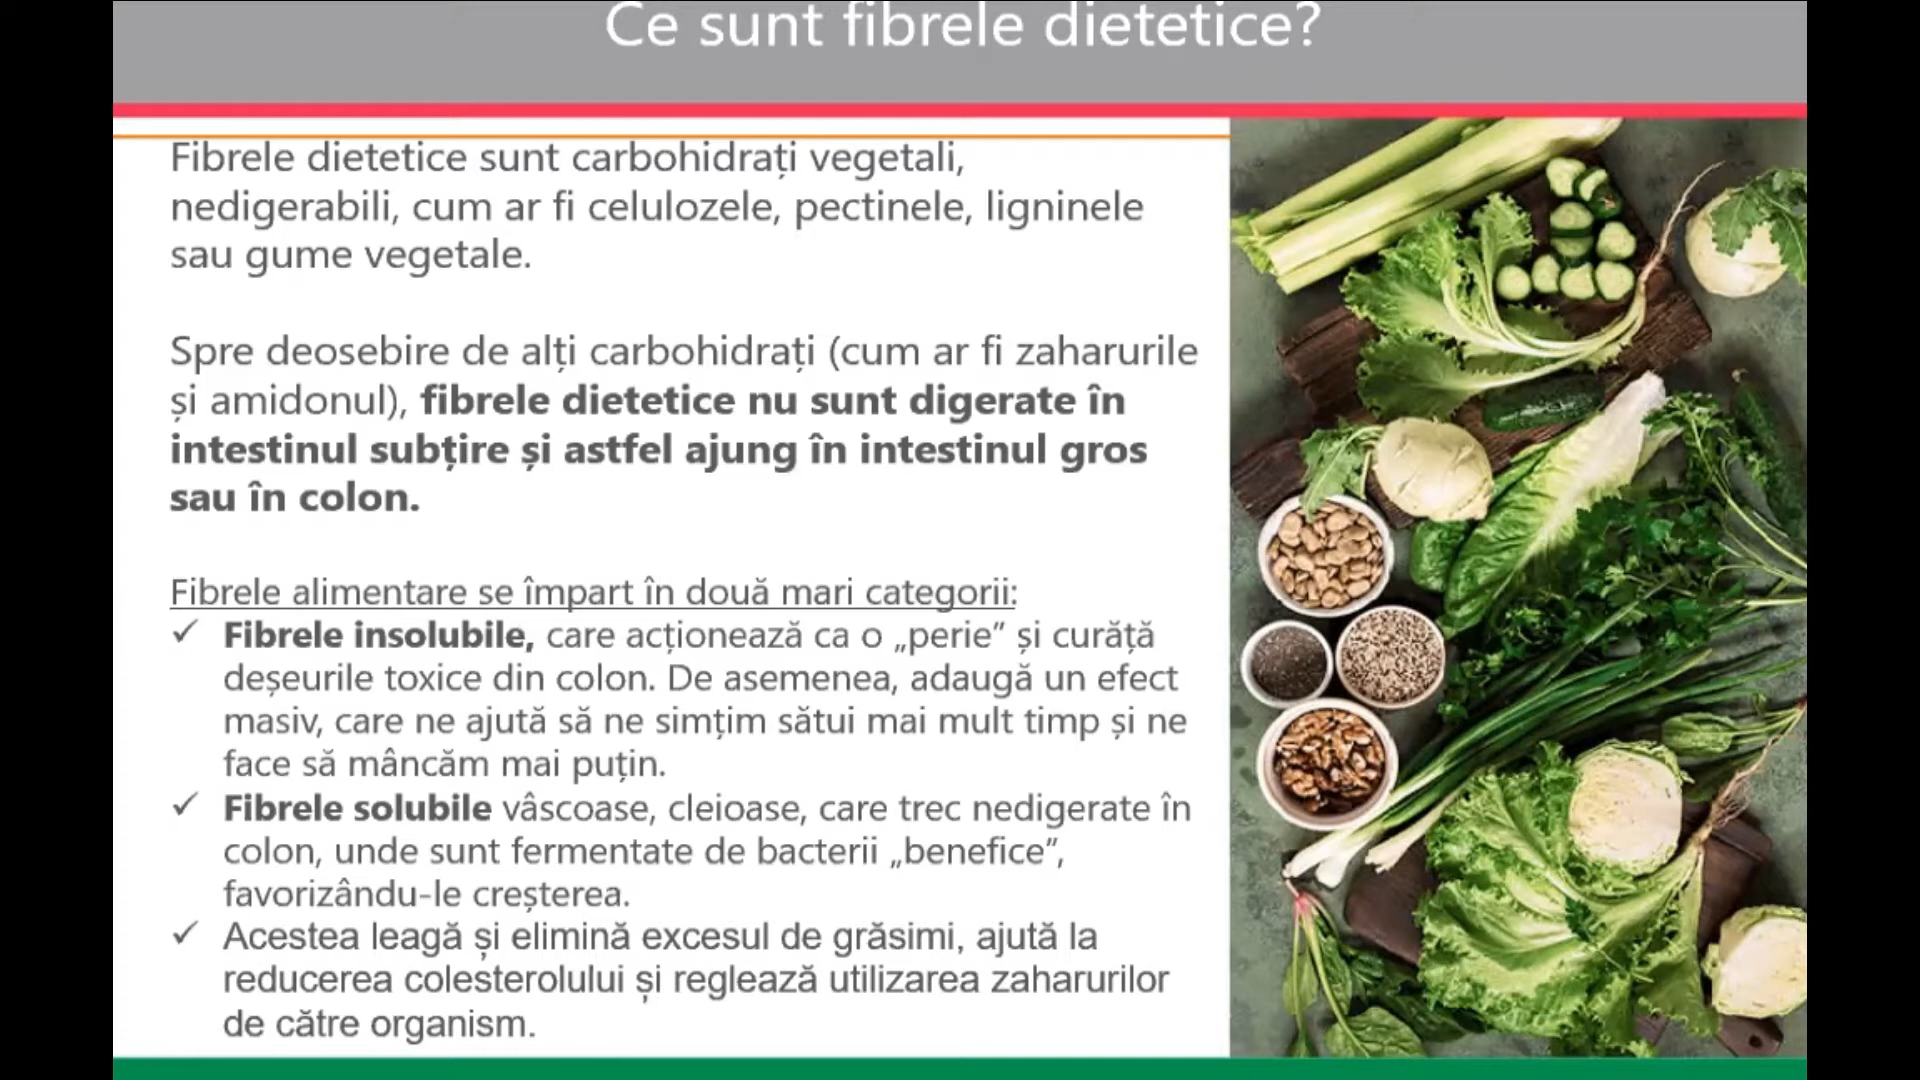 Ce sunt fibrele dietetice?
Fibrele dietetice sunt carbohidrați vegetali,
nedigerabili, cum ar fi celulozele, pectinele, ligninele
sau gume vegetale.
Spre deosebire de alți carbohidrați (cum ar fi zaharurile
și amidonul), fibrele dietetice nu sunt digerate în
intestinul subțire și astfel ajung în intestinul gros
sau în colon.
Fibrele alimentare se împart în două mari categorii:
✓ Fibrele insolubile, care acționează ca o „perie” și curăță
deșeurile toxice din colon. De asemenea, adaugă un efect
masiv, care ne ajută să ne simțim sătui mai mult timp și ne
face să mâncăm mai puțin.
✓ Fibrele solubile vâscoase, cleioase, care trec nedigerate în
colon, unde sunt fermentate de bacterii „benefice”,
favorizându-le creșterea.
✓ Acestea leagă și elimină excesul de grăsimi, ajută la
reducerea colesterolului și reglează utilizarea zaharurilor
de către organism.